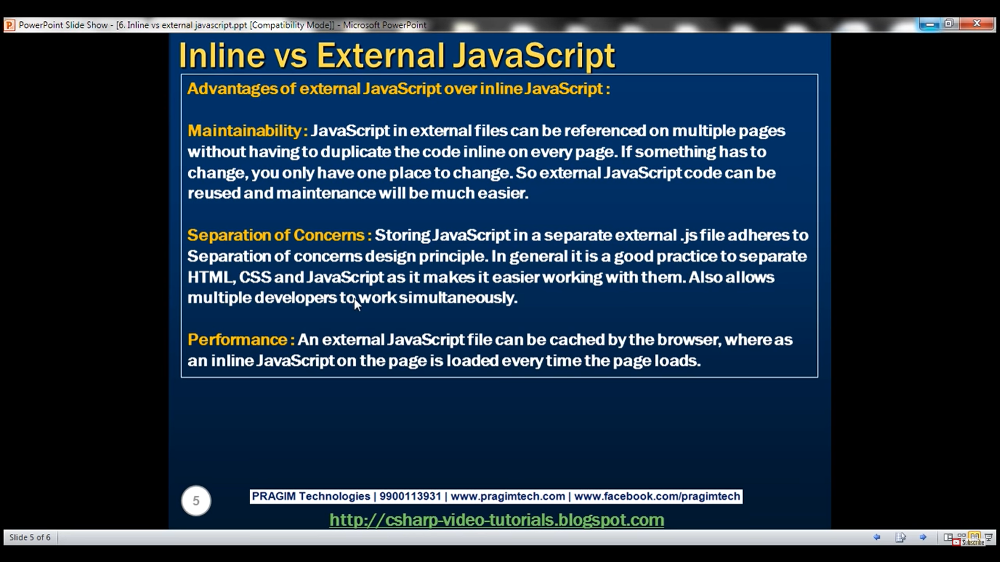 PowerPoint Slide Show - [6. Inline vs external javascript.ppt [Compatibility Mode]] - Microsoft PowerPoint
Inline vs External JavaScript
Advantages of external JavaScript over inline JavaScript :
Maintainability : JavaScript in external files can be referenced on multiple pages
without having to duplicate the code inline on every page. If something has to
change, you only have one place to change. So external JavaScript code can be
reused and maintenance will be much easier.
Separation of Concerns : Storing JavaScript in a separate external .js file adheres to
Separation of concerns design principle. In general it is a good practice to separate
HTML, CSS and JavaScript as it makes it easier working with them. Also allows
multiple developers to work simultaneously.
Performance : An external JavaScript file can be cached by the browser, where as
an inline JavaScript on the page is loaded every time the page loads.
5
PRAGIM Technologies | 9900113931 | www.pragimtech.com | www.facebook.com/pragimtech
http://csharp-video-tutorials.blogspot.com
Slide 5 of 6
Subscribe